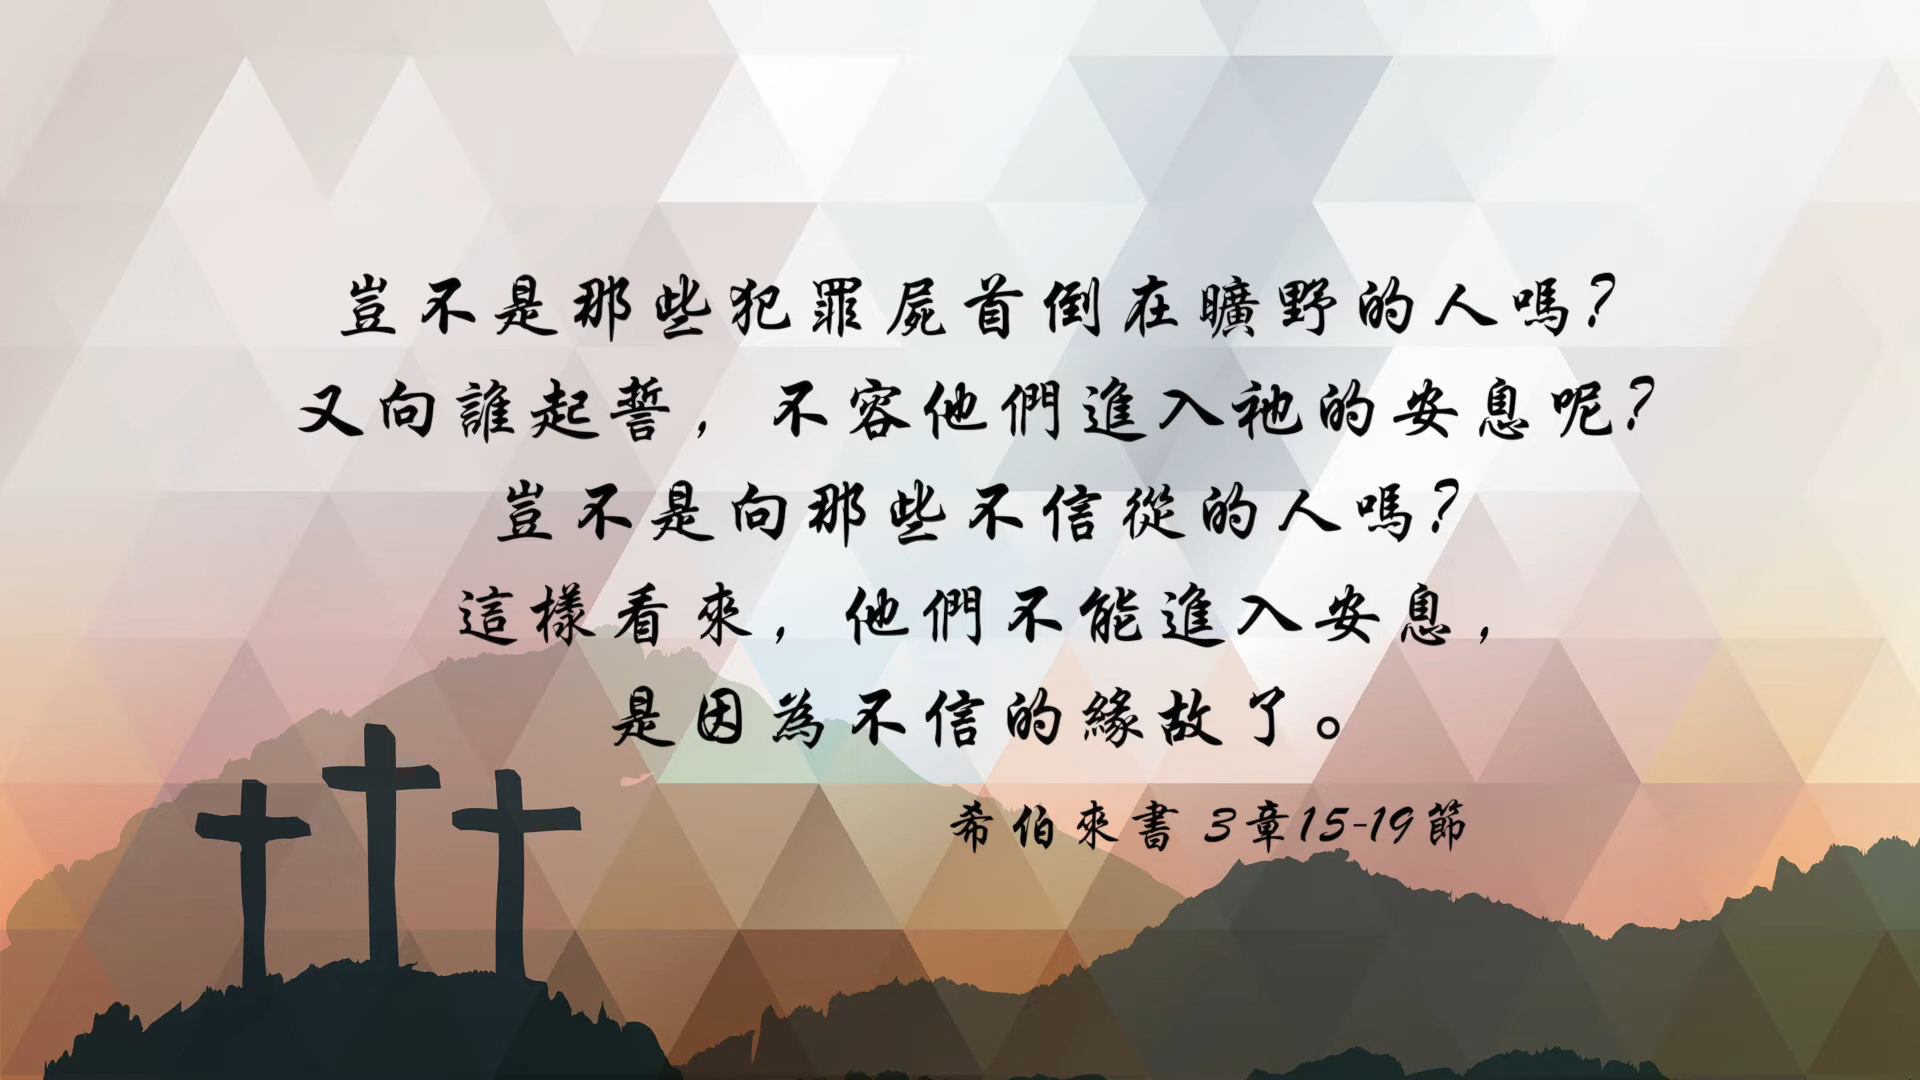 豈不是那些犯罪屍首倒在曠野的人嗎?
又向誰起誓，不容他們進入祂的安息呢?
豈不是向那些不信從的人嗎?
這樣看來，他們不能進入安息，
是因為不信的緣故了。
希伯來書 3章15-19節